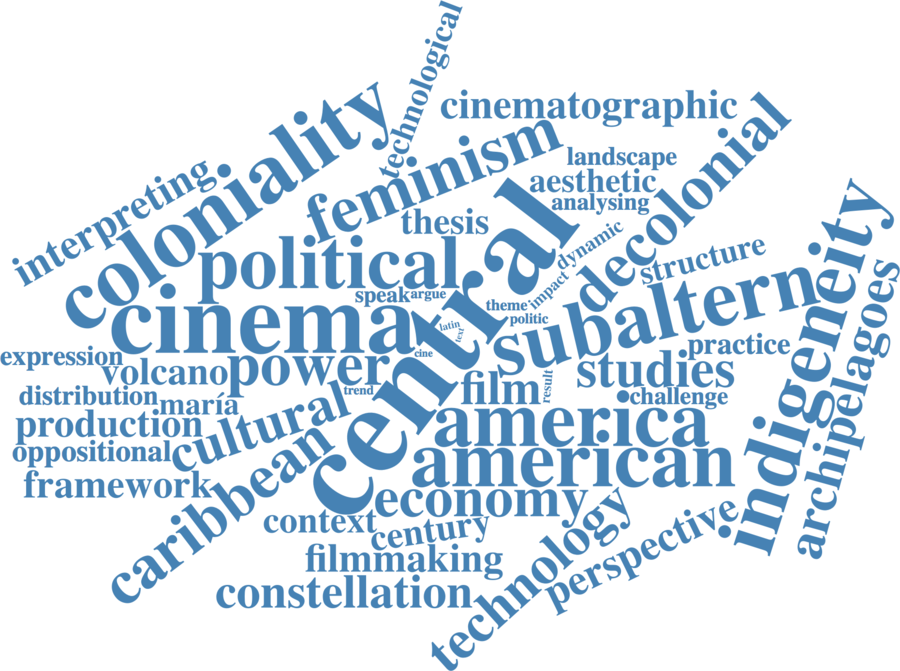 technological
cinematographic
coloniality
feminism
decolonial
landscape
interpreting
aesthetic
analysing
thesis
central
dynamic
indigeneity
political
structure
impact
speak
argue
subaltern
archipelagoes
theme
cinema
politic
latin
text
practice
expression
cine
power
volcano
studies
film
result
trend
distribution
maría
challenge
cultural
production
america
oppositional
american
caribbean
framework
economy
context
century
technology
perspective
filmmaking
constellation